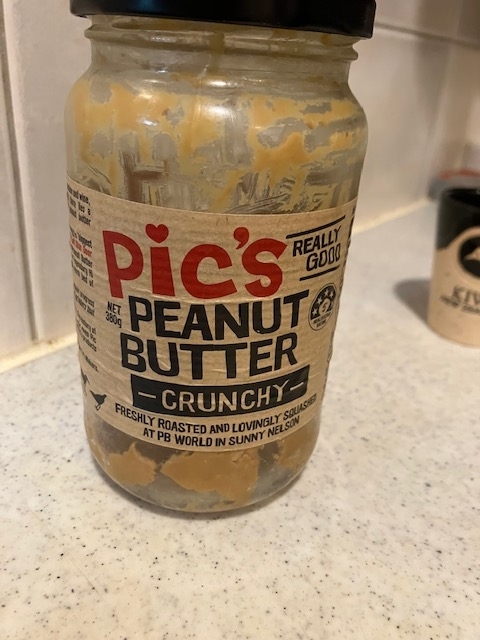 Pic's
REALLY
GOOD
NET
380g
PEANUT
BUTTER
CRUNCHY
FRESHLY ROASTED AND LOVINGLY SQUASHED
AT PB WORLD IN SUNNY NELSON